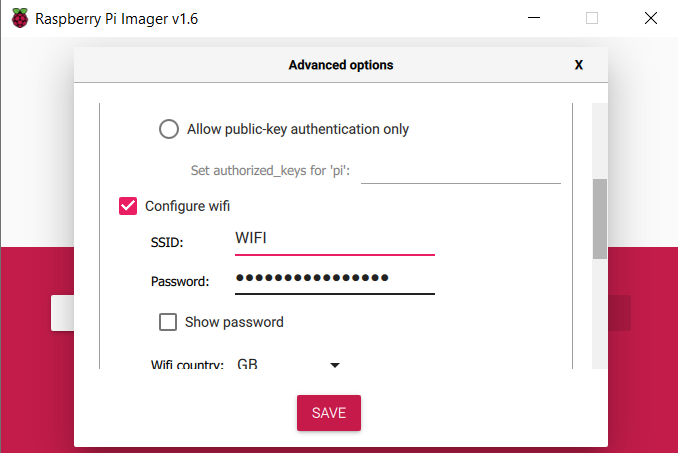 Raspberry Pi Imager v1.6
Advanced options
X
Allow public-key authentication only
Set authorized_keys for 'pi':
Configure wifi
SSID: WIFI
Password: ●●●●●●●●●●●●●●●●
Show password
Wifi country: GB
SAVE